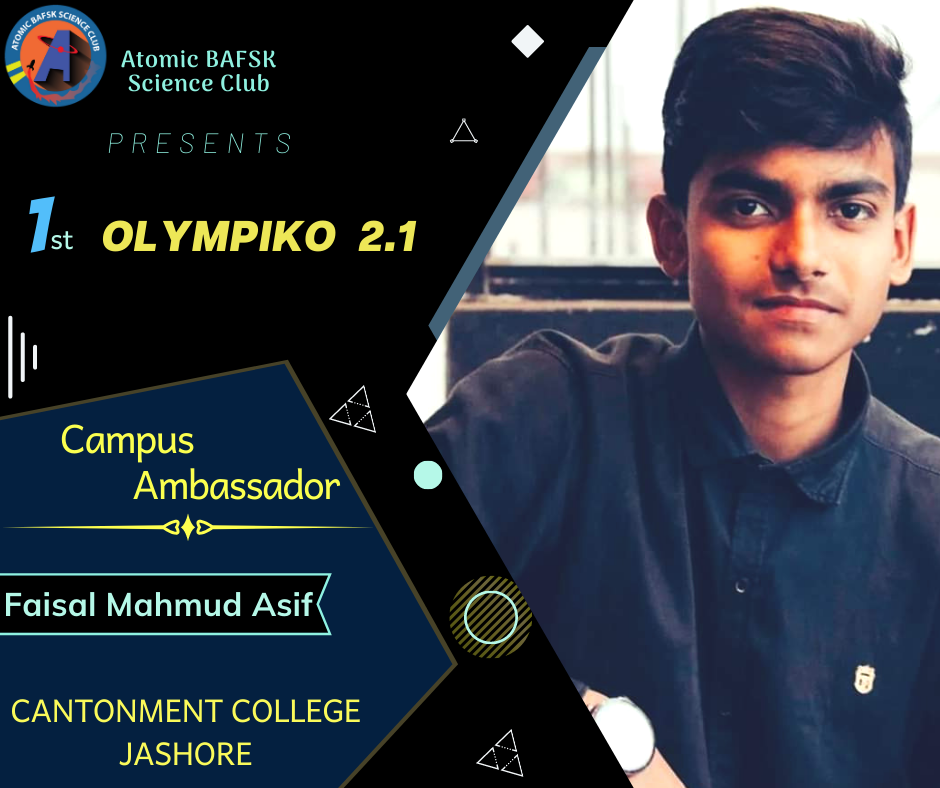 ATOMIC BAFSK SCIENCE CLUB
A
Atomic BAFSK
Science Club
PRESENTS
1st OLYMPIKO 2.1
Campus
Ambassador
Faisal Mahmud Asif
CANTONMENT COLLEGE
JASHORE